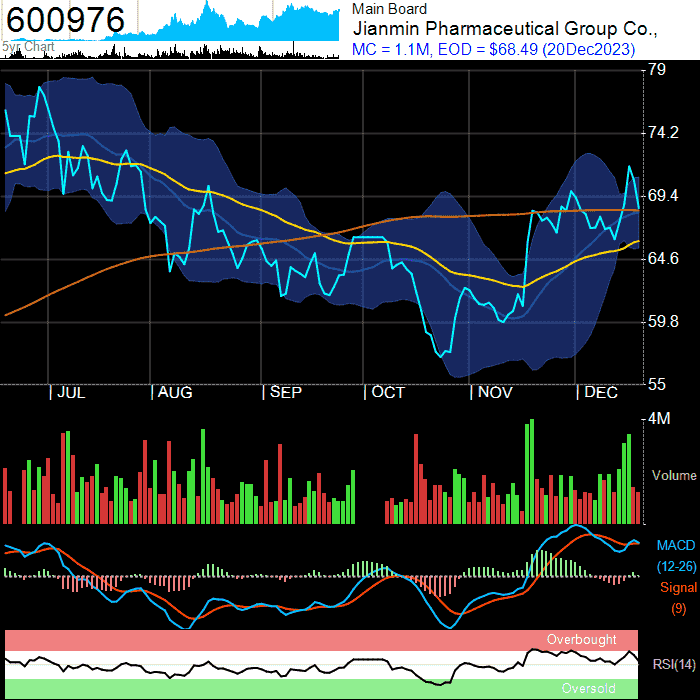 600976
5yr Chart
Main Board
Jianmin Pharmaceutical Group Co.,
MC = 1.1M, EOD = $68.49 (20Dec2023)
79
74.2
69.4
64.6
59.8
55
| JUL | AUG | SEP | OCT | NOV | DEC
4M
Volume
MACD
(12-26)
Signal
(9)
Overbought
RSI(14)
Oversold